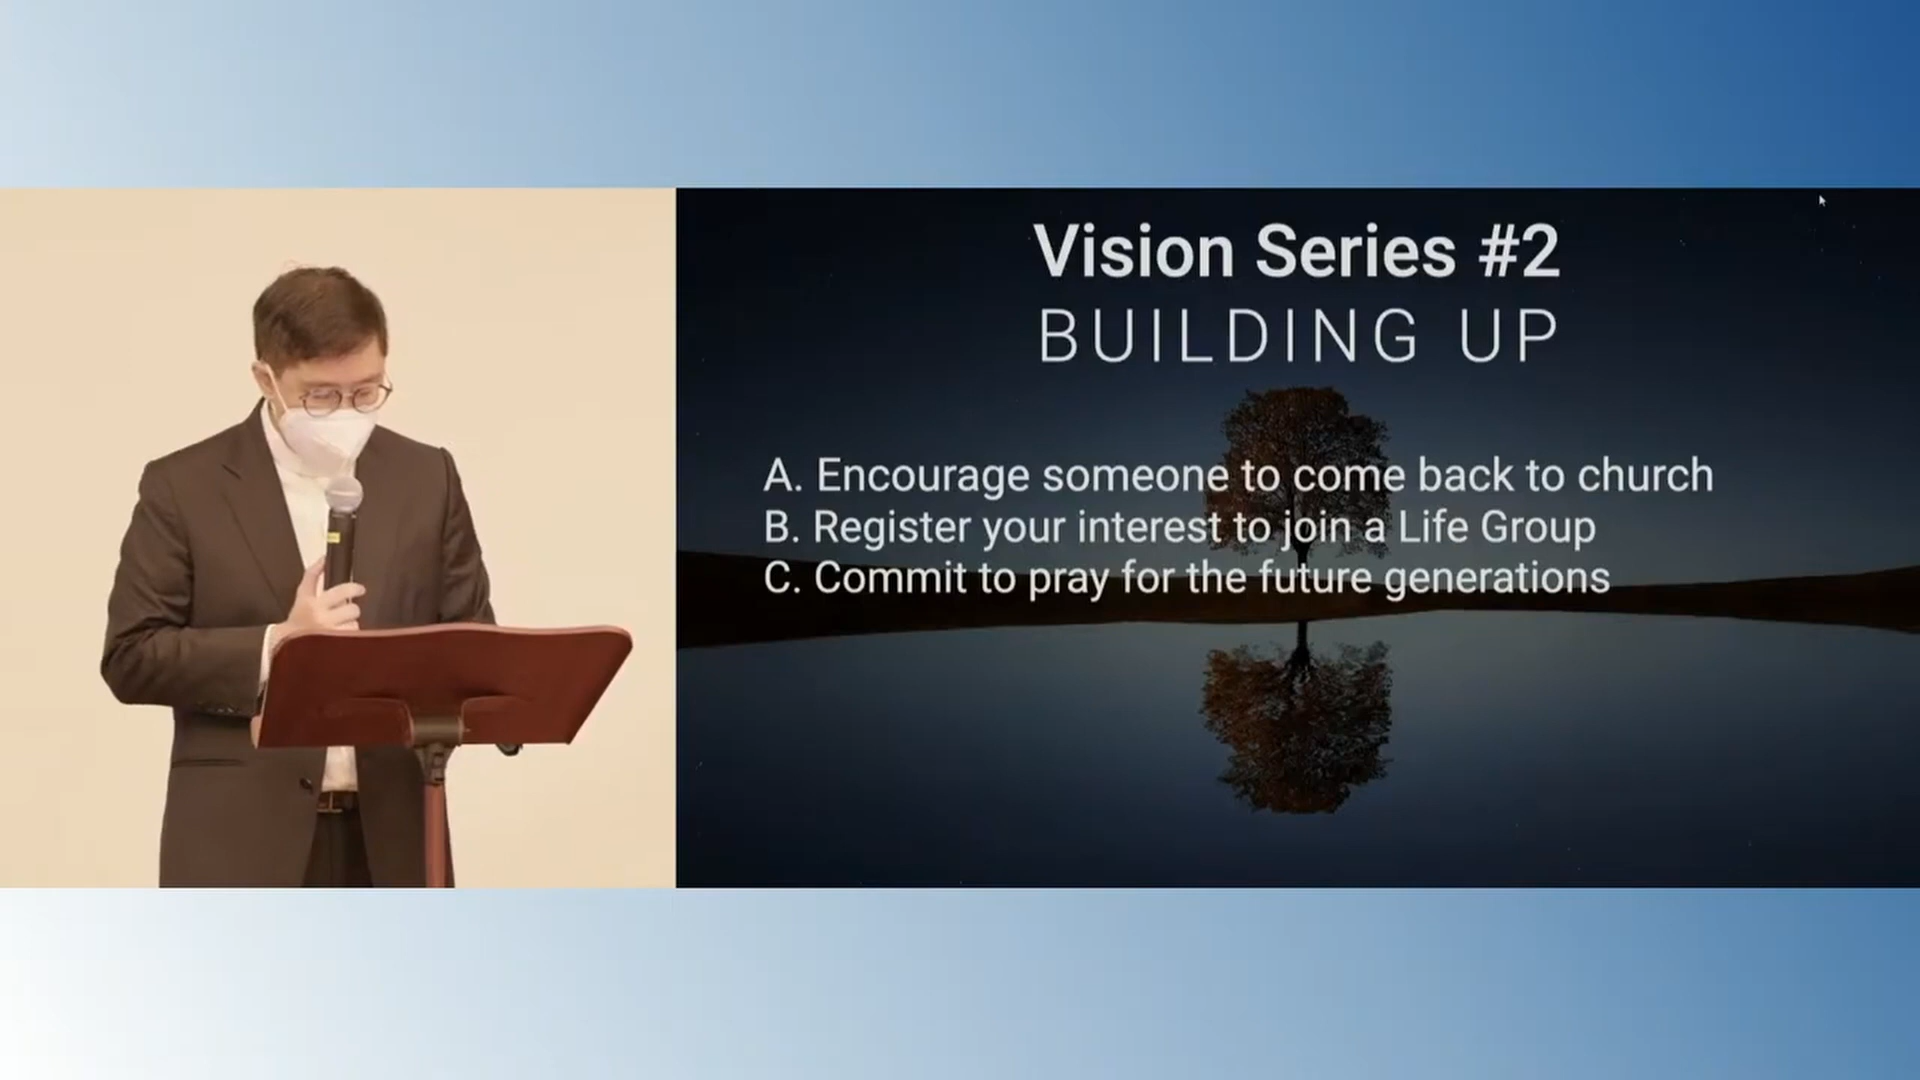 Vision Series #2
BUILDING UP
A. Encourage someone to come back to church
B. Register your interest to join a Life Group
C. Commit to pray for the future generations